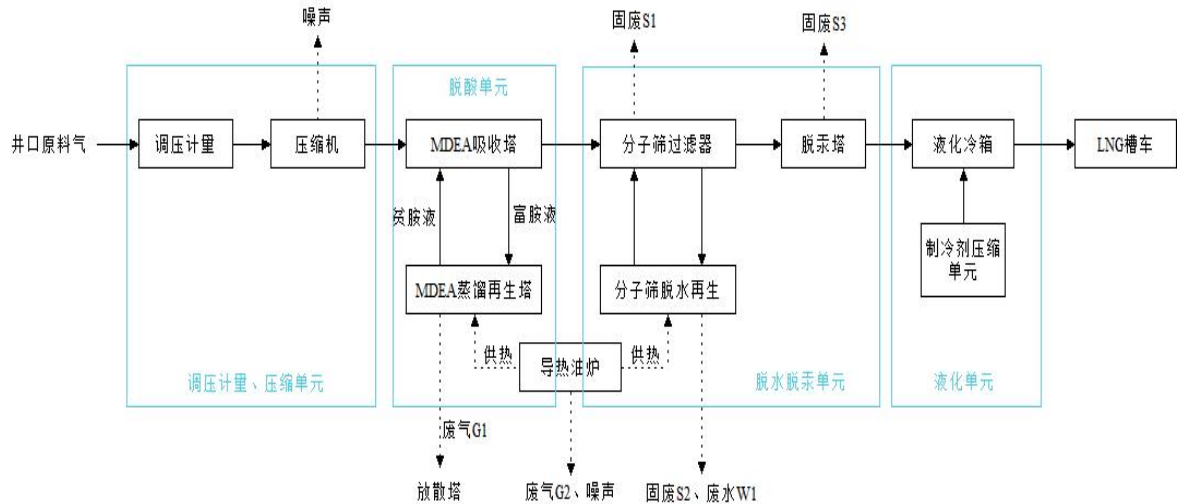 噪声
固废S1
固废S3
脱酸单元
井口原料气
调压计量
压缩机
MDEA吸收塔
分子筛过滤器
脱汞塔
液化冷箱
LNG槽车
贫胺液
富胺液
制冷剂压缩
单元
MDEA蒸馏再生塔
分子筛脱水再生
供热
导热油炉
供热
调压计量、压缩单元
脱水脱汞单元
液化单元
废气G1
放散塔
废气G2、噪声
固废S2、废水W1